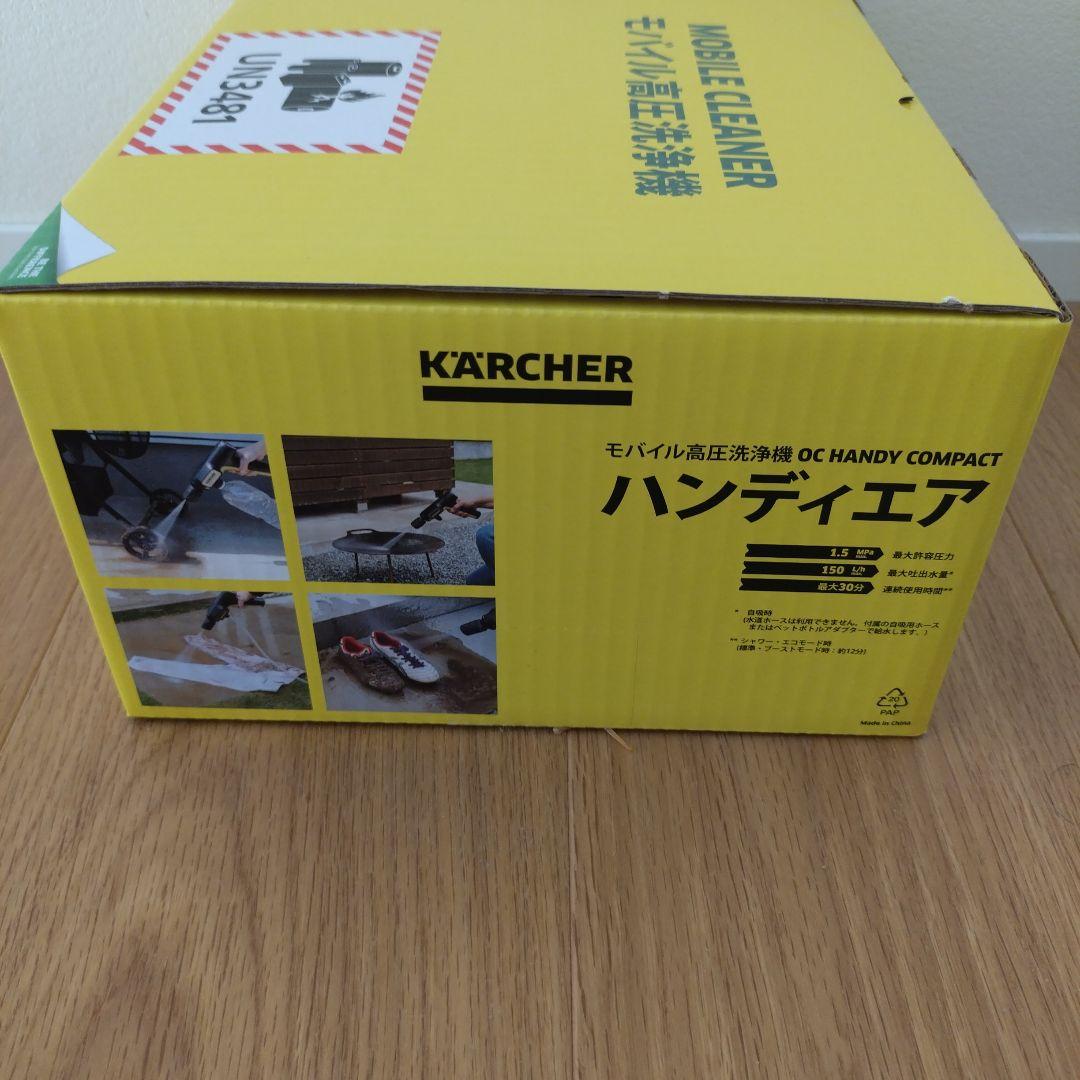 MOBILE CLEANER
モバイル高圧洗浄機
UN3481
BE THE
DIFFERENCE
KÄRCHER
モバイル高圧洗浄機 OC HANDY COMPACT
ハンディエア
1.5 MPa max. 最大許容圧力
150 L/h max. 最大吐出水量*
最大30分 連続使用時間**
* 自吸時
(水道ホースは利用できません。付属の自吸用ホース
またはペットボトルアダプターで給水します。)
** シャワー・エコモード時
(標準・ブーストモード時：約12分)
20
PAP
Made in China